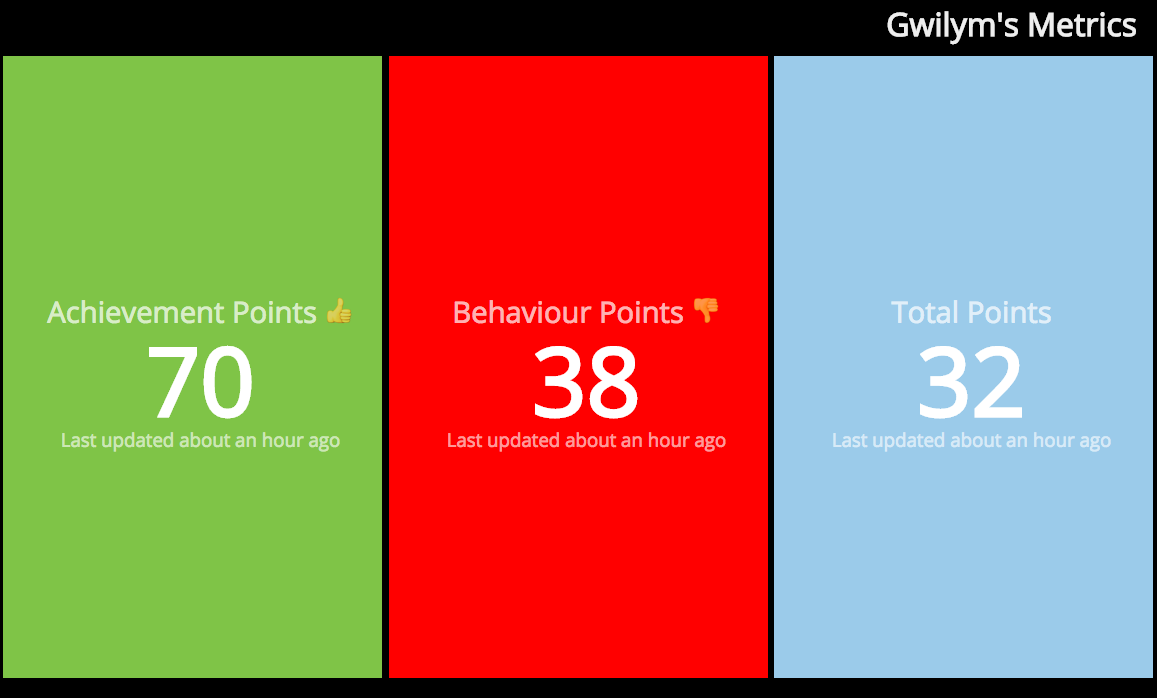 Gwilym's Metrics
Achievement Points 👍
70
Last updated about an hour ago
Behaviour Points 👎
38
Last updated about an hour ago
Total Points
32
Last updated about an hour ago